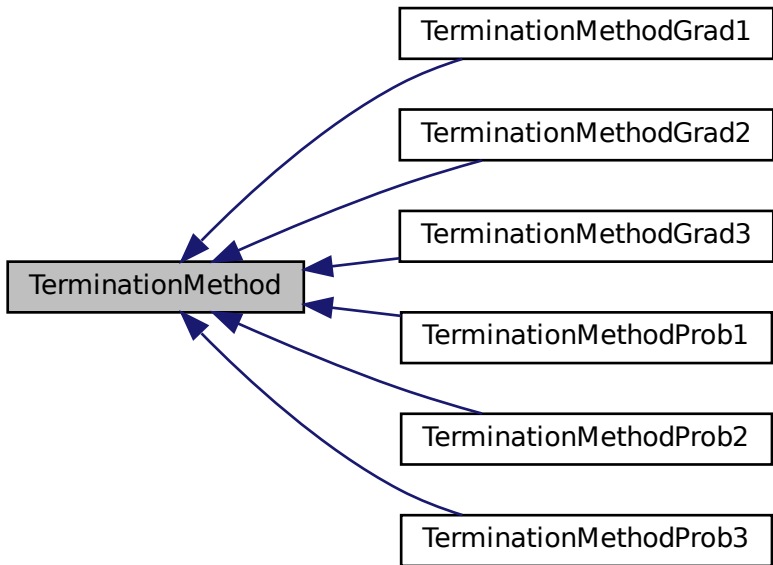 TerminationMethodGrad1
TerminationMethodGrad2
TerminationMethodGrad3
TerminationMethod
TerminationMethodProb1
TerminationMethodProb2
TerminationMethodProb3